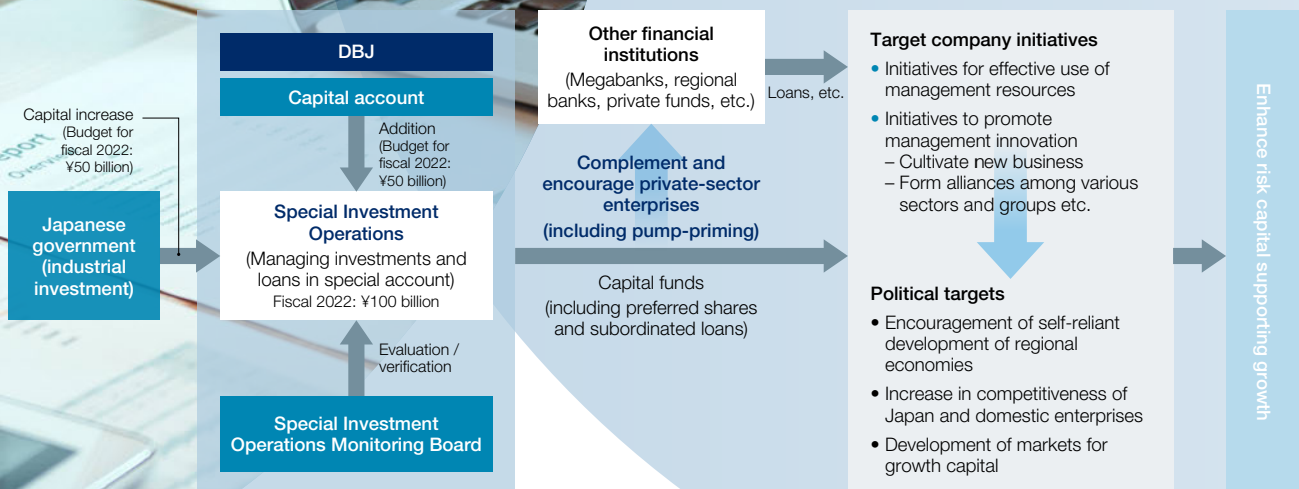 Capital increase
(Budget for
fiscal 2022:
¥50 billion)
Japanese
government
(industrial
investment)
DBJ
Capital account
Addition
(Budget for
fiscal 2022:
¥50 billion)
Special Investment
Operations
(Managing investments and
loans in special account)
Fiscal 2022: ¥100 billion
Evaluation /
verification
Special Investment
Operations Monitoring Board
Other financial
institutions
(Megabanks, regional
banks, private funds, etc.)
Loans, etc.
Complement and
encourage private-sector
enterprises
(including pump-priming)
Capital funds
(including preferred shares
and subordinated loans)
Target company initiatives
• Initiatives for effective use of
management resources
• Initiatives to promote
management innovation
– Cultivate new business
– Form alliances among various
sectors and groups etc.
Political targets
• Encouragement of self-reliant
development of regional
economies
• Increase in competitiveness of
Japan and domestic enterprises
• Development of markets for
growth capital
Enhance risk capital supporting growth